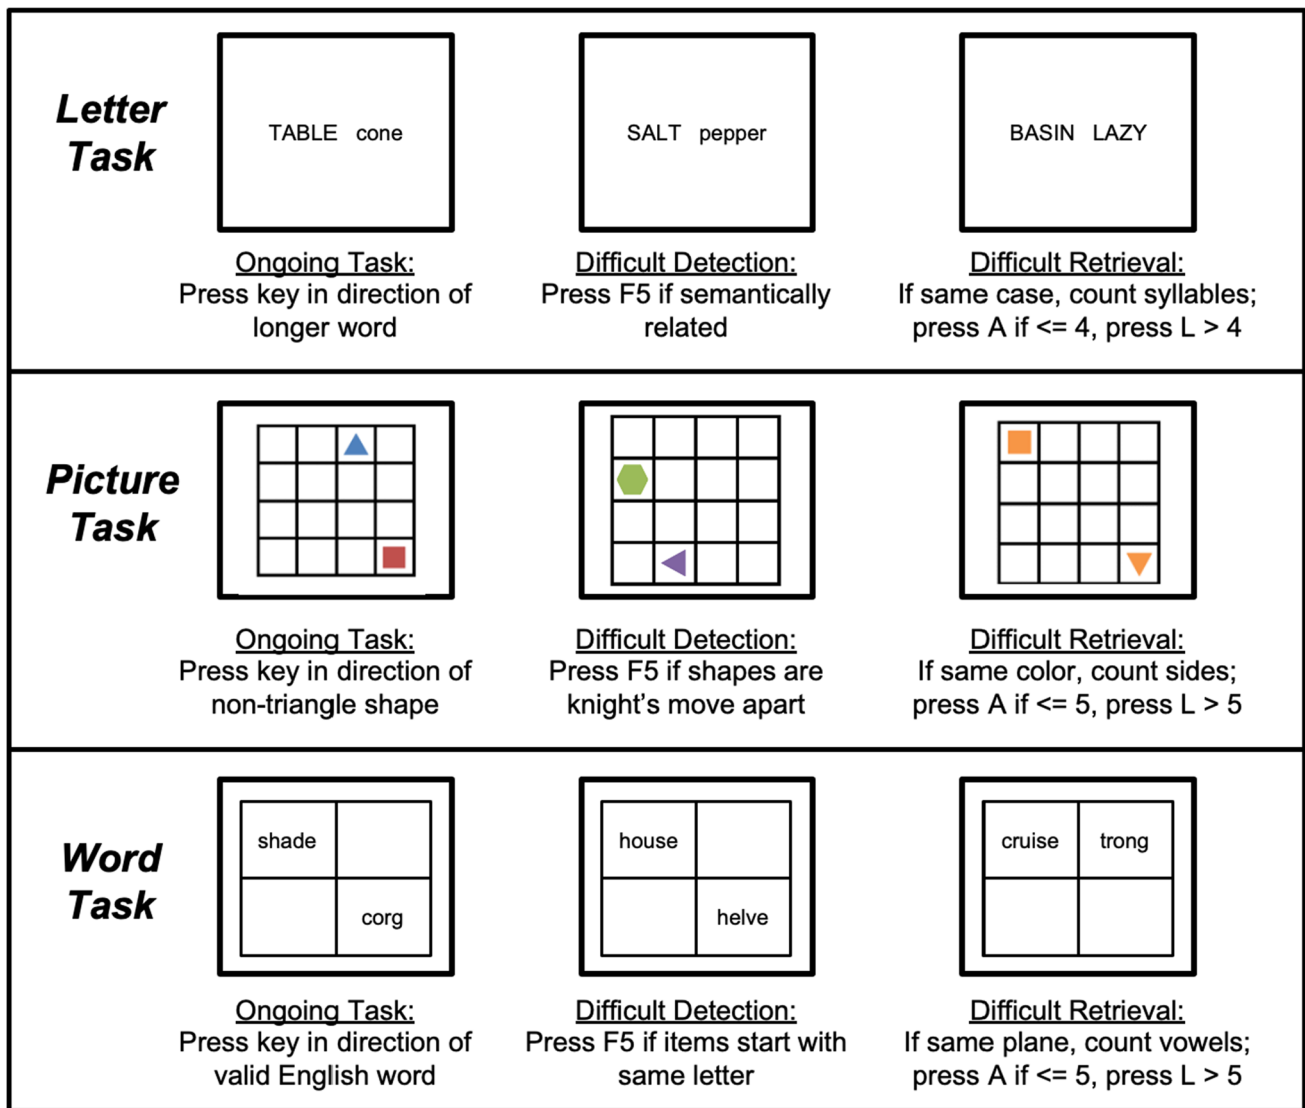 Letter
Task
TABLE cone
SALT pepper
BASIN LAZY
Ongoing Task:
Press key in direction of
longer word
Difficult Detection:
Press F5 if semantically
related
Difficult Retrieval:
If same case, count syllables;
press A if <= 4, press L > 4
Picture
Task
Ongoing Task:
Press key in direction of
non-triangle shape
Difficult Detection:
Press F5 if shapes are
knight's move apart
Difficult Retrieval:
If same color, count sides;
press A if <= 5, press L > 5
Word
Task
shade
corg
house
helve
cruise trong
Ongoing Task:
Press key in direction of
valid English word
Difficult Detection:
Press F5 if items start with
same letter
Difficult Retrieval:
If same plane, count vowels;
press A if <= 5, press L > 5